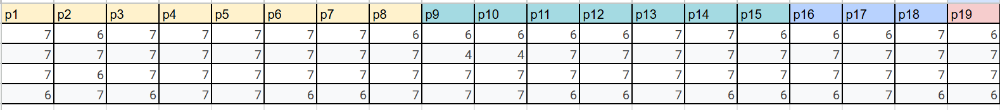 p1 p2 p3 p4 p5 p6 p7 p8 p9 p10 p11 p12 p13 p14 p15 p16 p17 p18 p19
7 6 7 7 7 7 7 6 6 6 6 6 7 7 6 6 6 7 6
7 7 7 7 7 7 7 7 4 4 7 7 7 7 7 7 7 7 7
7 6 7 7 7 7 7 7 7 7 7 7 7 7 7 7 7 7 7
6 7 6 7 7 6 6 7 7 7 6 6 7 6 6 6 7 6 6